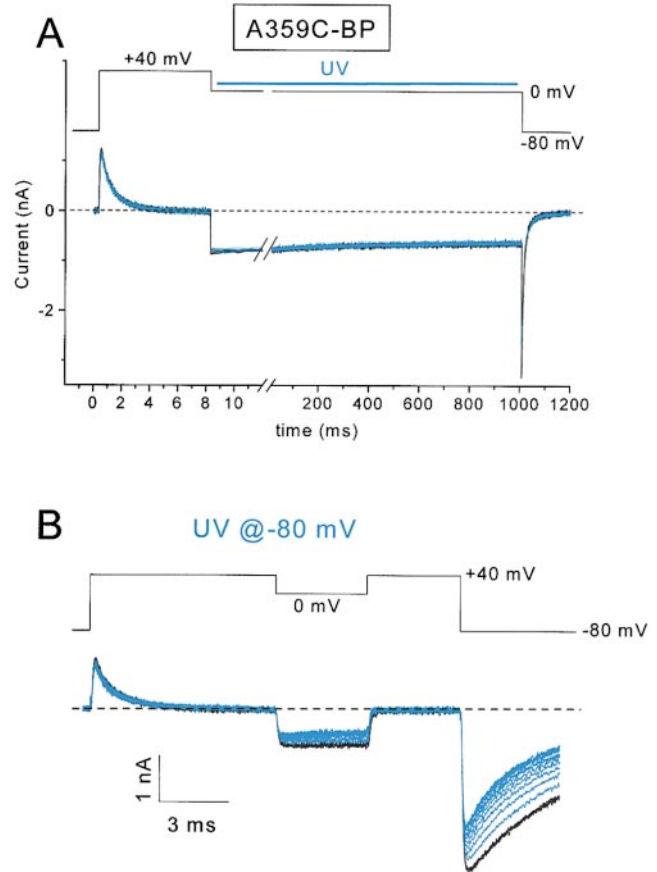 A
A359C-BP
+40 mV
UV
0 mV
-80 mV
Current (nA)
0
-2
0 2 4 6 8 10 200 400 600 800 1000 1200
time (ms)
B
UV @-80 mV
+40 mV
0 mV
-80 mV
1 nA
3 ms